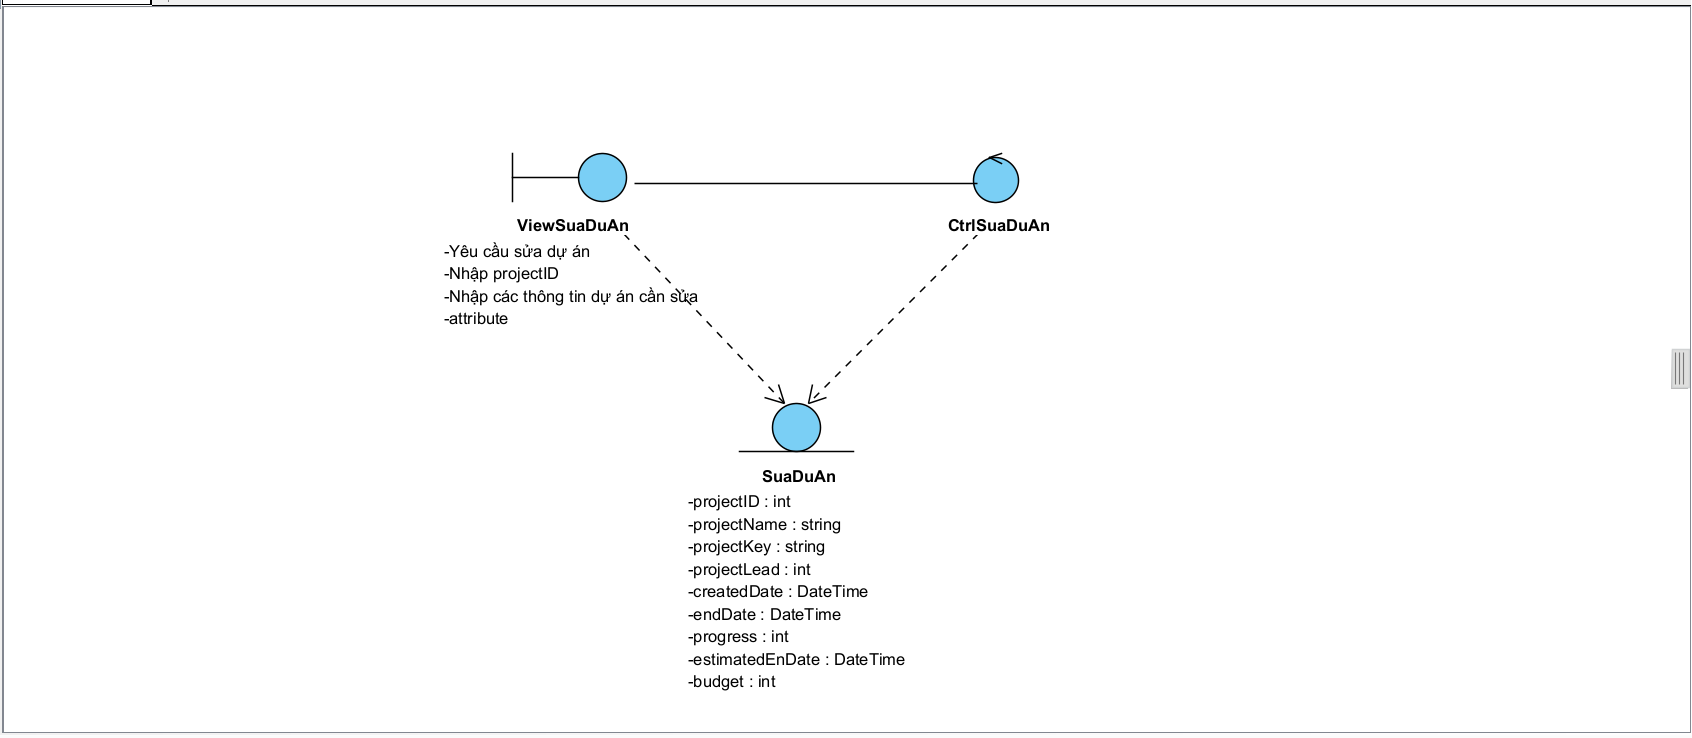 ViewSuaDuAn
-Yêu cầu sửa dự án
-Nhập projectID
-Nhập các thông tin dự án cần sửa
-attribute
CtrlSuaDuAn
SuaDuAn
-projectID : int
-projectName : string
-projectKey : string
-projectLead : int
-createdDate : DateTime
-endDate : DateTime
-progress : int
-estimatedEnDate : DateTime
-budget : int